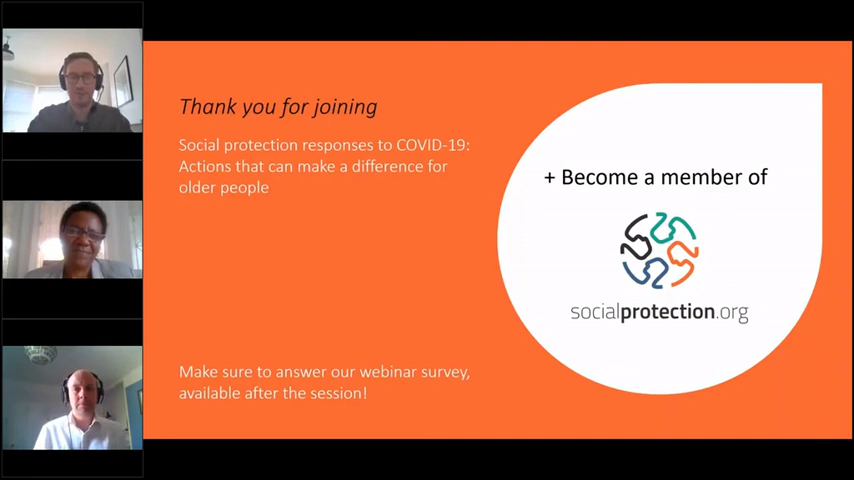 Thank you for joining
Social protection responses to COVID-19:
Actions that can make a difference for
older people
Make sure to answer our webinar survey,
available after the session!
+ Become a member of
socialprotection.org